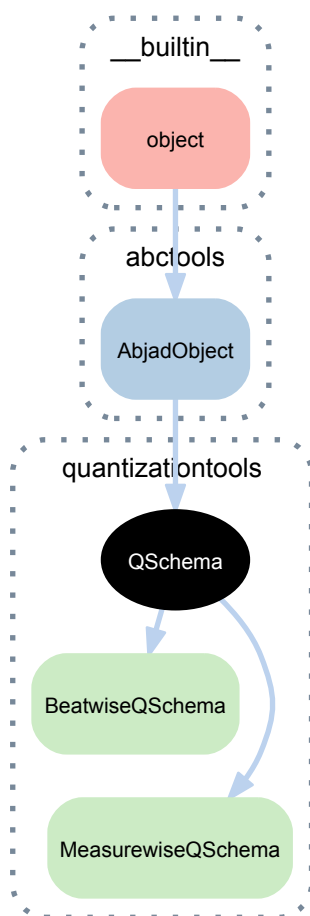 __builtin__
object
abctools
AbjadObject
quantizationtools
QSchema
BeatwiseQSchema
MeasurewiseQSchema